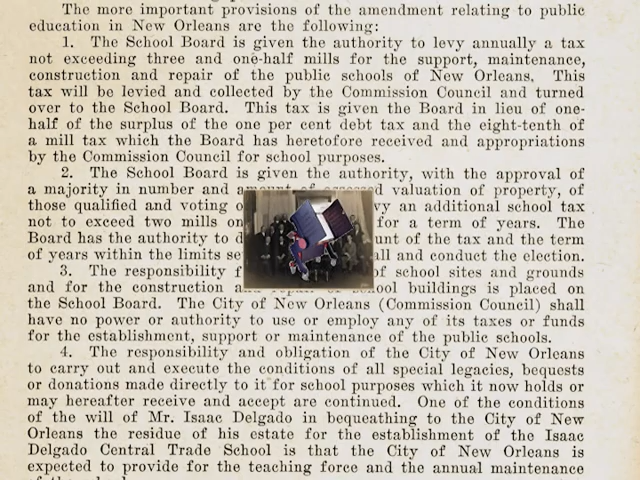 The more important provisions of the amendment relating to public
education in New Orleans are the following:
1. The School Board is given the authority to levy annually a tax
not exceeding three and one-half mills for the support, maintenance,
construction and repair of the public schools of New Orleans. This
tax will be levied and collected by the Commission Council and turned
over to the School Board. This tax is given the Board in lieu of one-
half of the surplus of the one per cent debt tax and the eight-tenth of
a mill tax which the Board has heretofore received and appropriations
by the Commission Council for school purposes.
2. The School Board is given the authority, with the approval of
a majority in number and amount of assessed valuation of property, of
those qualified and voting o vy an additional school tax
not to exceed two mills on for a term of years. The
Board has the authority to d unt of the tax and the term
of years within the limits se all and conduct the election.
3. The responsibility f of school sites and grounds
and for the construction and repair of school buildings is placed on
the School Board. The City of New Orleans (Commission Council) shall
have no power or authority to use or employ any of its taxes or funds
for the establishment, support or maintenance of the public schools.
4. The responsibility and obligation of the City of New Orleans
to carry out and execute the conditions of all special legacies, bequests
or donations made directly to it for school purposes which it now holds or
may hereafter receive and accept are continued. One of the conditions
of the will of Mr. Isaac Delgado in bequeathing to the City of New
Orleans the residue of his estate for the establishment of the Isaac
Delgado Central Trade School is that the City of New Orleans is
expected to provide for the teaching force and the annual maintenance